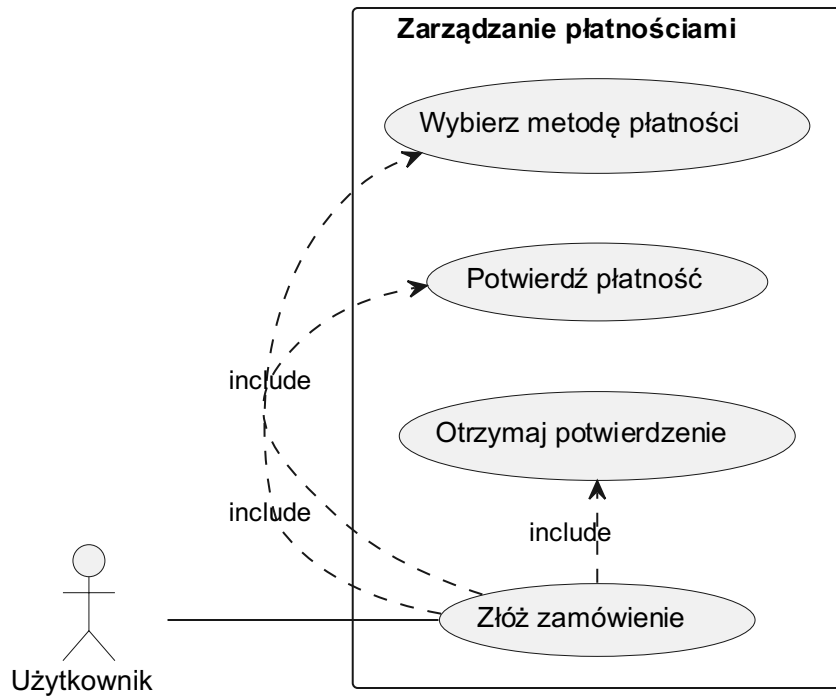 Zarządzanie płatnościami
Wybierz metodę płatności
Potwierdź płatność
include
Otrzymaj potwierdzenie
include
include
Złóż zamówienie
Użytkownik